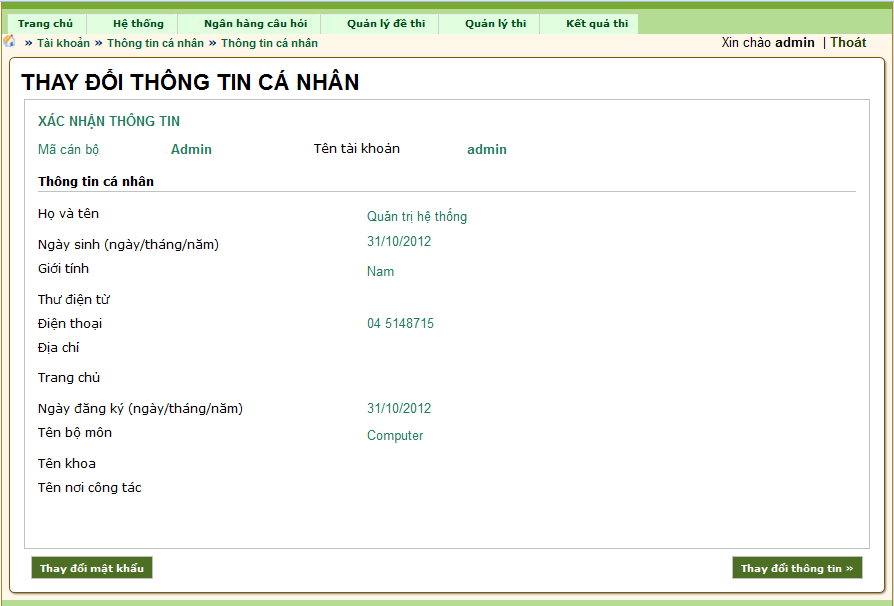 Trang chủ Hệ thống Ngân hàng câu hỏi Quản lý đề thi Quản lý thi Kết quả thi
» Tài khoản » Thông tin cá nhân » Thông tin cá nhân Xin chào admin | Thoát
THAY ĐỔI THÔNG TIN CÁ NHÂN
XÁC NHẬN THÔNG TIN
Mã cán bộ Admin Tên tài khoản admin
Thông tin cá nhân
Họ và tên Quản trị hệ thống
Ngày sinh (ngày/tháng/năm) 31/10/2012
Giới tính Nam
Thư điện tử
Điện thoại 04 5148715
Địa chỉ
Trang chủ
Ngày đăng ký (ngày/tháng/năm) 31/10/2012
Tên bộ môn Computer
Tên khoa
Tên nơi công tác
Thay đổi mật khẩu Thay đổi thông tin »